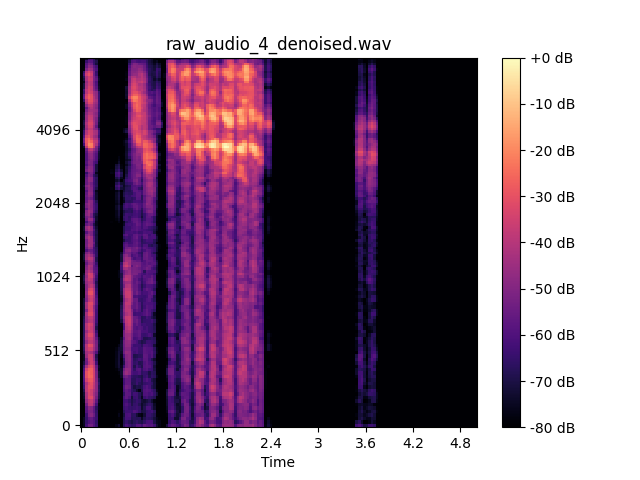 raw_audio_4_denoised.wav
+0 dB
-10 dB
-20 dB
-30 dB
-40 dB
-50 dB
-60 dB
-70 dB
-80 dB
4096
2048
1024
512
0
Hz
0 0.6 1.2 1.8 2.4 3 3.6 4.2 4.8
Time